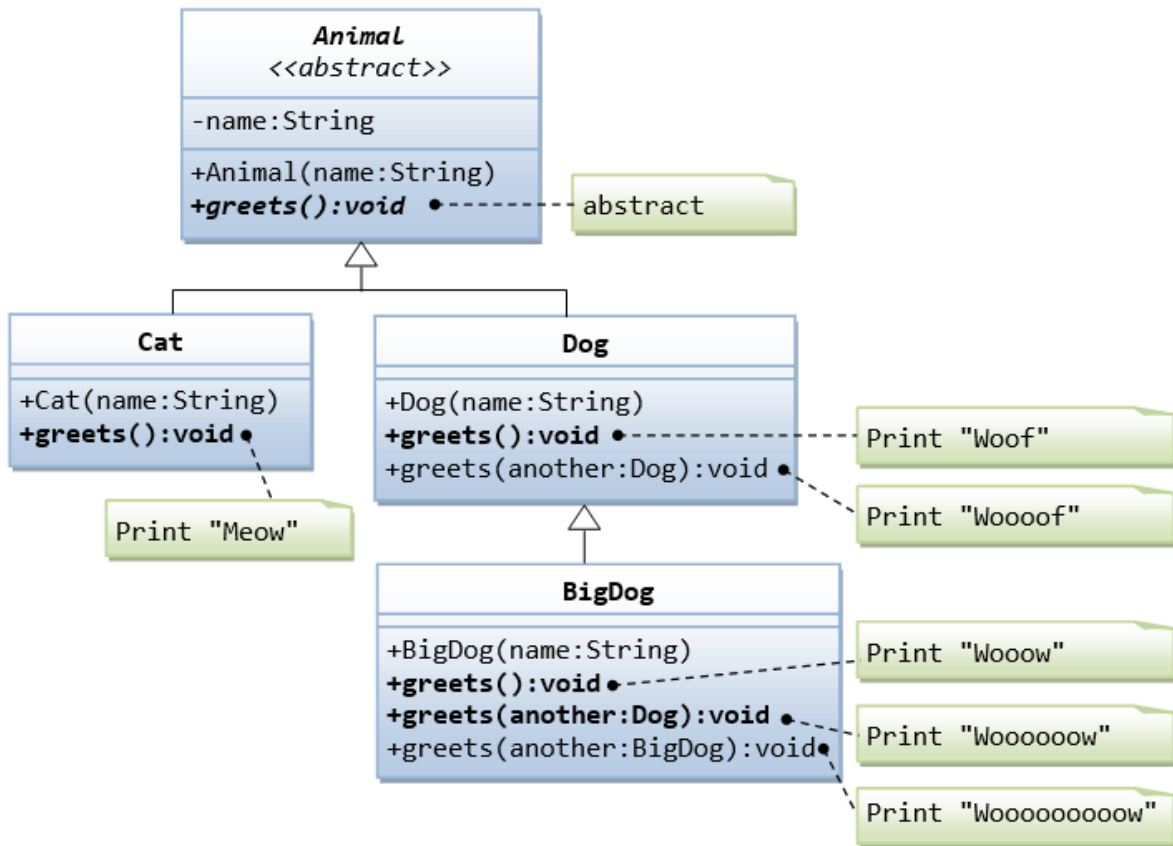 Animal
<<abstract>>
-name:String
+Animal(name:String)
+greets():void
abstract
Cat
+Cat(name:String)
+greets():void
Print "Meow"
Dog
+Dog(name:String)
+greets():void
+greets(another:Dog):void
Print "Woof"
Print "Woooof"
BigDog
+BigDog(name:String)
+greets():void
+greets(another:Dog):void
+greets(another:BigDog):void
Print "Wooow"
Print "Woooooow"
Print "Wooooooooow"